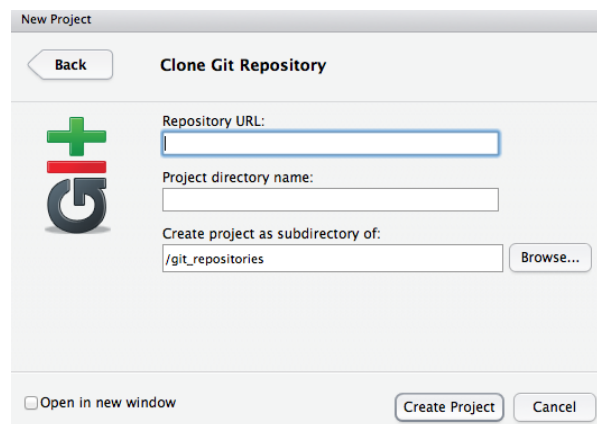 New Project
Back
Clone Git Repository
Repository URL:
Project directory name:
Create project as subdirectory of:
/git_repositories
Browse...
Open in new window
Create Project
Cancel
git